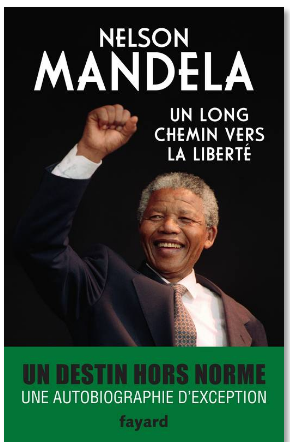 NELSON
MANDELA
UN LONG
CHEMIN VERS
LA LIBERTÉ
UN DESTIN HORS NORME
UNE AUTOBIOGRAPHIE D'EXCEPTION
fayard